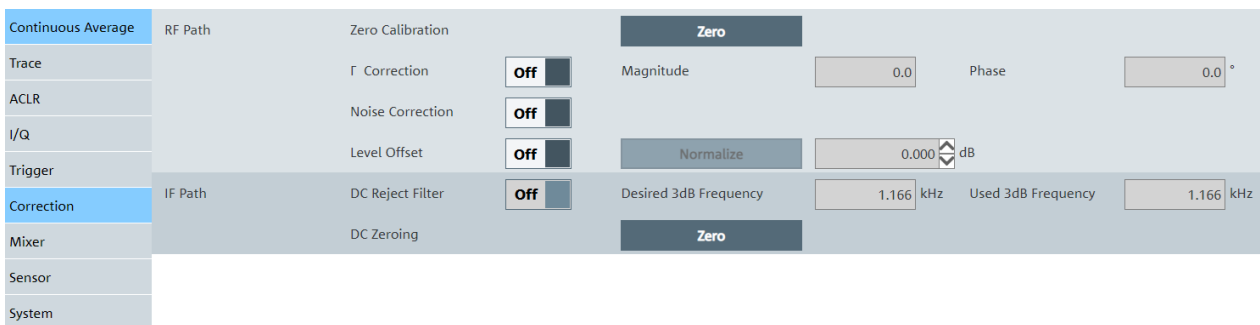 Continuous Average
Trace
ACLR
I/Q
Trigger
Correction
Mixer
Sensor
System
RF Path Zero Calibration Zero
Γ Correction Off Magnitude 0.0 Phase 0.0 °
Noise Correction Off
Level Offset Off Normalize 0.000 dB
IF Path DC Reject Filter Off Desired 3dB Frequency 1.166 kHz Used 3dB Frequency 1.166 kHz
DC Zeroing Zero